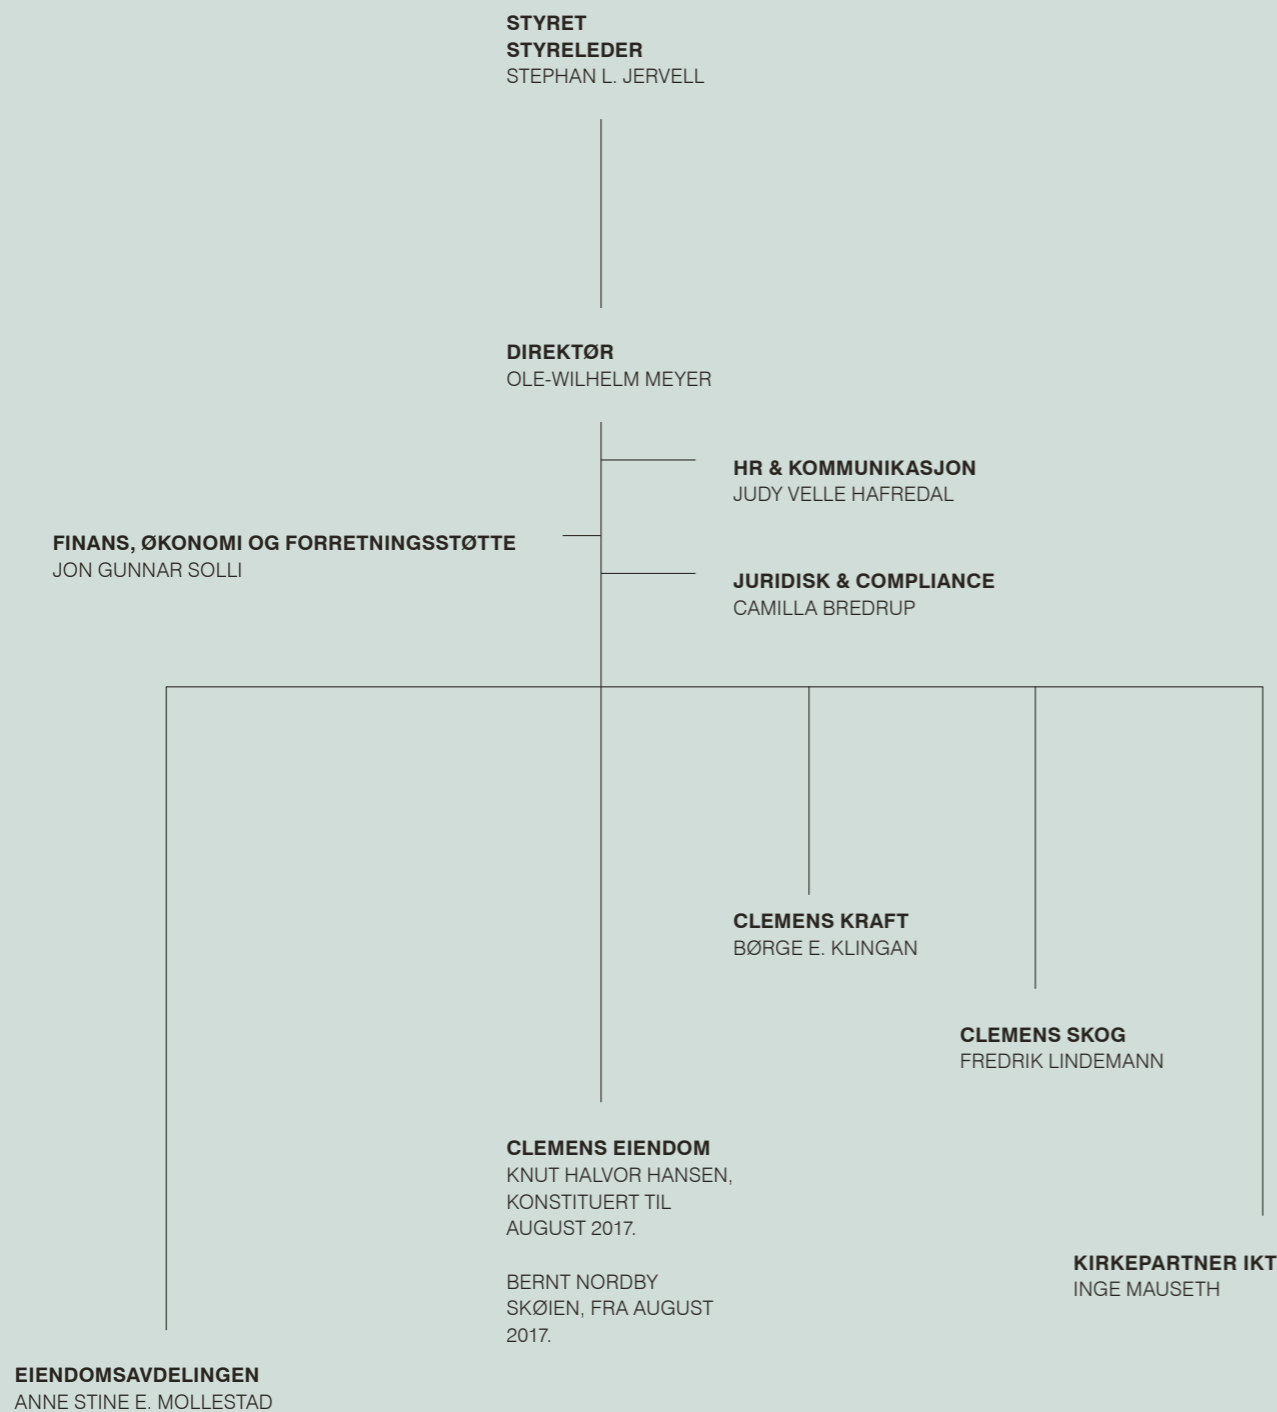 STYRET
STYRELEDER
STEPHAN L. JERVELL
DIREKTØR
OLE-WILHELM MEYER
HR & KOMMUNIKASJON
JUDY VELLE HAFREDAL
FINANS, ØKONOMI OG FORRETNINGSSTØTTE
JON GUNNAR SOLLI
JURIDISK & COMPLIANCE
CAMILLA BREDRUP
CLEMENS KRAFT
BØRGE E. KLINGAN
CLEMENS SKOG
FREDRIK LINDEMANN
CLEMENS EIENDOM
KNUT HALVOR HANSEN,
KONSTITUERT TIL
AUGUST 2017.
BERNT NORDBY
SKØIEN, FRA AUGUST
2017.
KIRKEPARTNER IKT
INGE MAUSETH
EIENDOMSAVDELINGEN
ANNE STINE E. MOLLESTAD